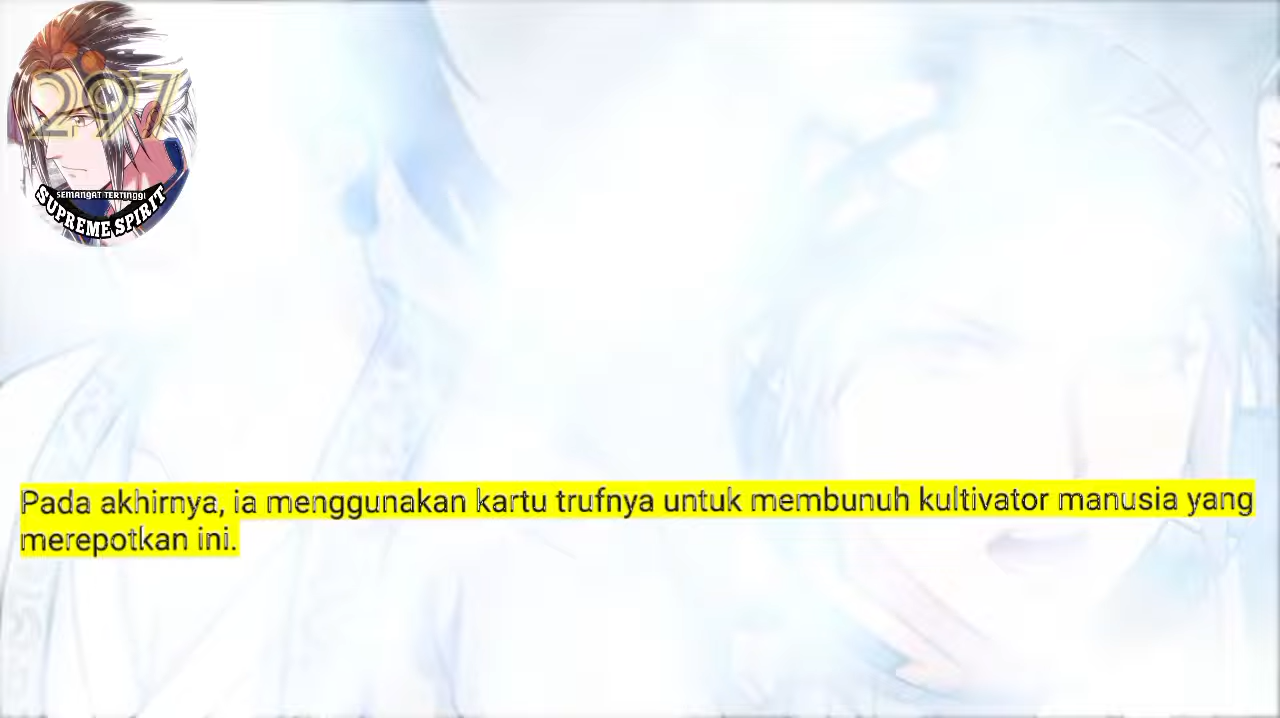 297
SEMANGAT TERTINGGI
SUPREME SPIRIT
Pada akhirnya, ia menggunakan kartu trufnya untuk membunuh kultivator manusia yang
merepotkan ini.